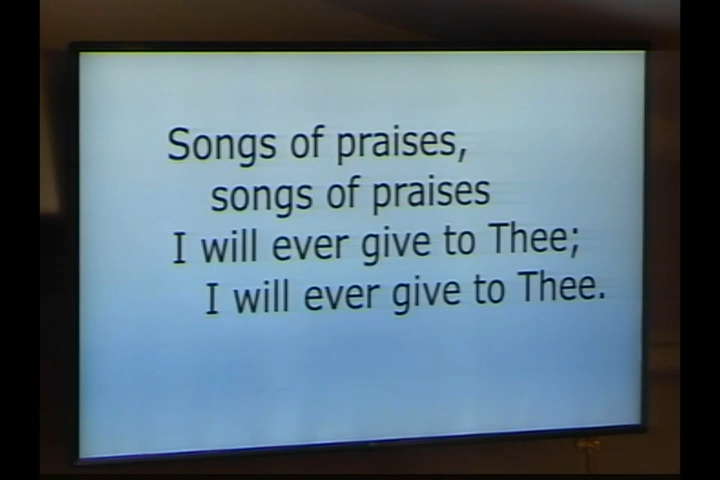 Songs of praises,
songs of praises
I will ever give to Thee;
I will ever give to Thee.